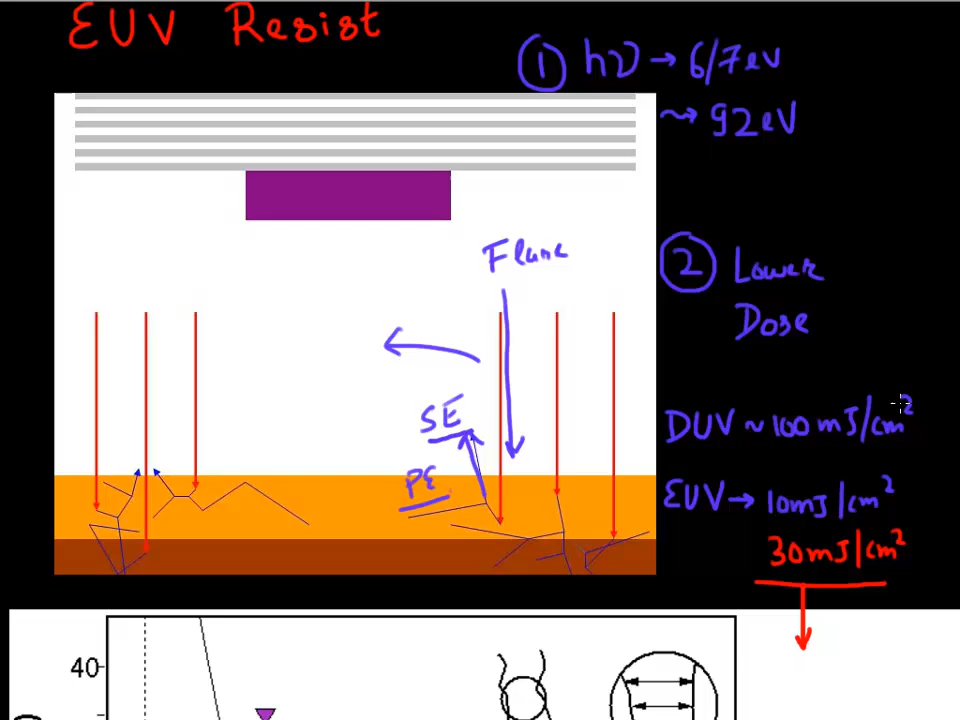 EUV Resist
① hν → 6/7eV
⇝ 92eV
Flare
② Lower
Dose
SE
PE
DUV ~ 100 mJ/cm²
EUV → 10mJ/cm²
30mJ/cm²
40